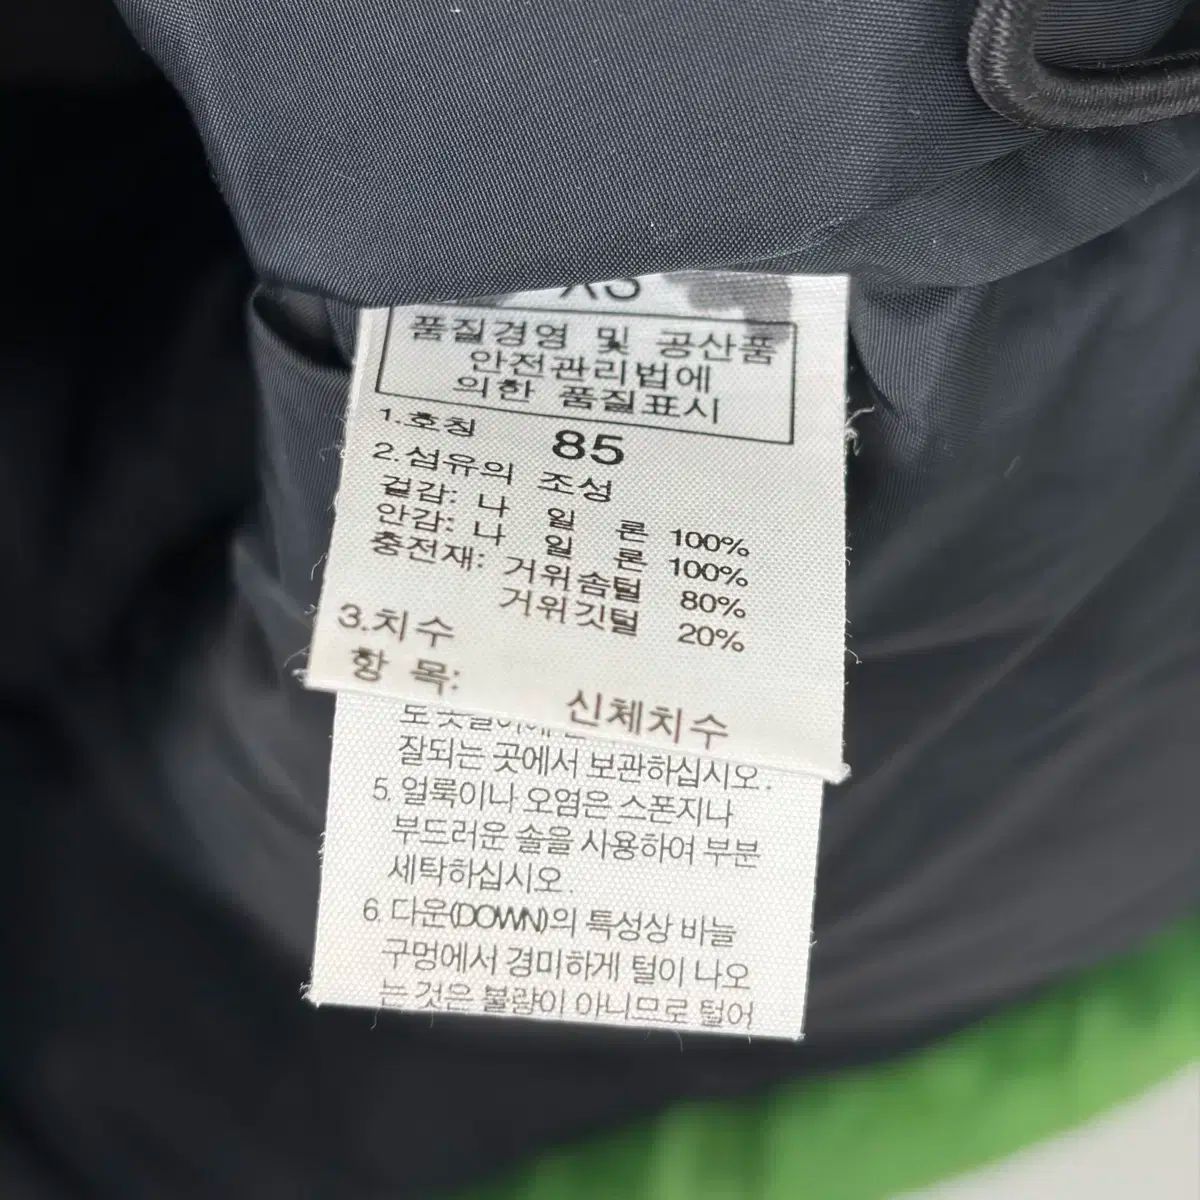 XS
품질경영 및 공산품
안전관리법에
의한 품질표시
1.호칭 85
2.섬유의 조성
겉감: 나 일 론 100%
안감: 나 일 론 100%
충전재: 거위솜털 80%
거위깃털 20%
3.치수
항 목: 신체치수
잘되는 곳에서 보관하십시오.
5. 얼룩이나 오염은 스폰지나
부드러운 솔을 사용하여 부분
세탁하십시오.
6. 다운(DOWN)의 특성상 바늘
구멍에서 경미하게 털이 나오
는 것은 불량이 아니므로 털어